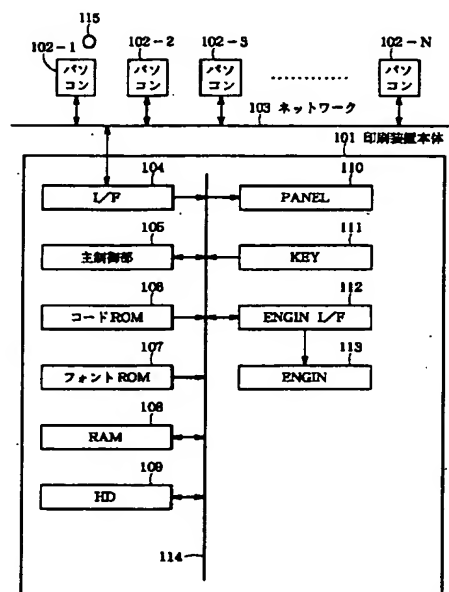 115
102-1 102-2 102-3 102-N
パソコン パソコン パソコン ............ パソコン
103 ネットワーク
101 印刷装置本体
104 110
I/F PANEL
105 111
主制御部 KEY
106 112
コードROM ENGIN I/F
107 113
フォントROM ENGIN
108
RAM
109
HD
114